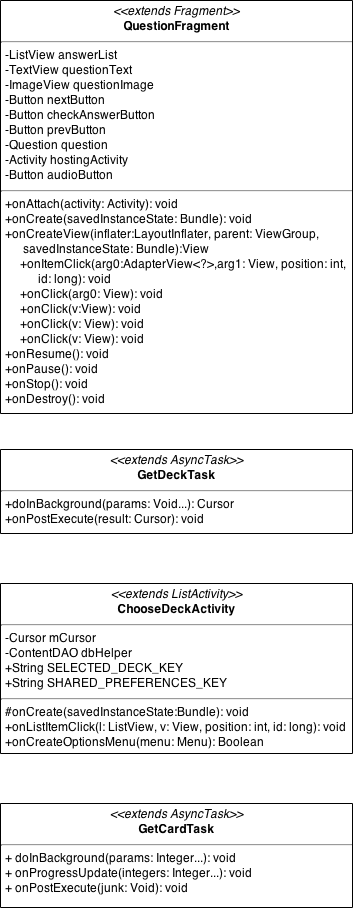 <<extends Fragment>>
QuestionFragment
-ListView answerList
-TextView questionText
-ImageView questionImage
-Button nextButton
-Button checkAnswerButton
-Button prevButton
-Question question
-Activity hostingActivity
-Button audioButton
+onAttach(activity: Activity): void
+onCreate(savedInstanceState: Bundle): void
+onCreateView(inflater:LayoutInflater, parent: ViewGroup,
savedInstanceState: Bundle):View
+onItemClick(arg0:AdapterView<?>,arg1: View, position: int,
id: long): void
+onClick(arg0: View): void
+onClick(v:View): void
+onClick(v: View): void
+onClick(v: View): void
+onResume(): void
+onPause(): void
+onStop(): void
+onDestroy(): void
<<extends AsyncTask>>
GetDeckTask
+doInBackground(params: Void...): Cursor
+onPostExecute(result: Cursor): void
<<extends ListActivity>>
ChooseDeckActivity
-Cursor mCursor
-ContentDAO dbHelper
+String SELECTED_DECK_KEY
+String SHARED_PREFERENCES_KEY
#onCreate(savedInstanceState:Bundle): void
+onListItemClick(l: ListView, v: View, position: int, id: long): void
+onCreateOptionsMenu(menu: Menu): Boolean
<<extends AsyncTask>>
GetCardTask
+ doInBackground(params: Integer...): void
+ onProgressUpdate(integers: Integer...): void
+ onPostExecute(junk: Void): void